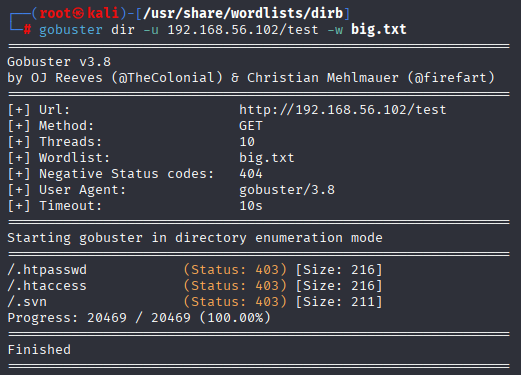 ┌──(root㉿kali)-[/usr/share/wordlists/dirb]
└─# gobuster dir -u 192.168.56.102/test -w big.txt
===============================================================
Gobuster v3.8
by OJ Reeves (@TheColonial) & Christian Mehlmauer (@firefart)
===============================================================
[+] Url:                     http://192.168.56.102/test
[+] Method:                  GET
[+] Threads:                 10
[+] Wordlist:                big.txt
[+] Negative Status codes:   404
[+] User Agent:              gobuster/3.8
[+] Timeout:                 10s
===============================================================
Starting gobuster in directory enumeration mode
===============================================================
/.htpasswd            (Status: 403) [Size: 216]
/.htaccess            (Status: 403) [Size: 216]
/.svn                 (Status: 403) [Size: 211]
Progress: 20469 / 20469 (100.00%)
===============================================================
Finished
===============================================================